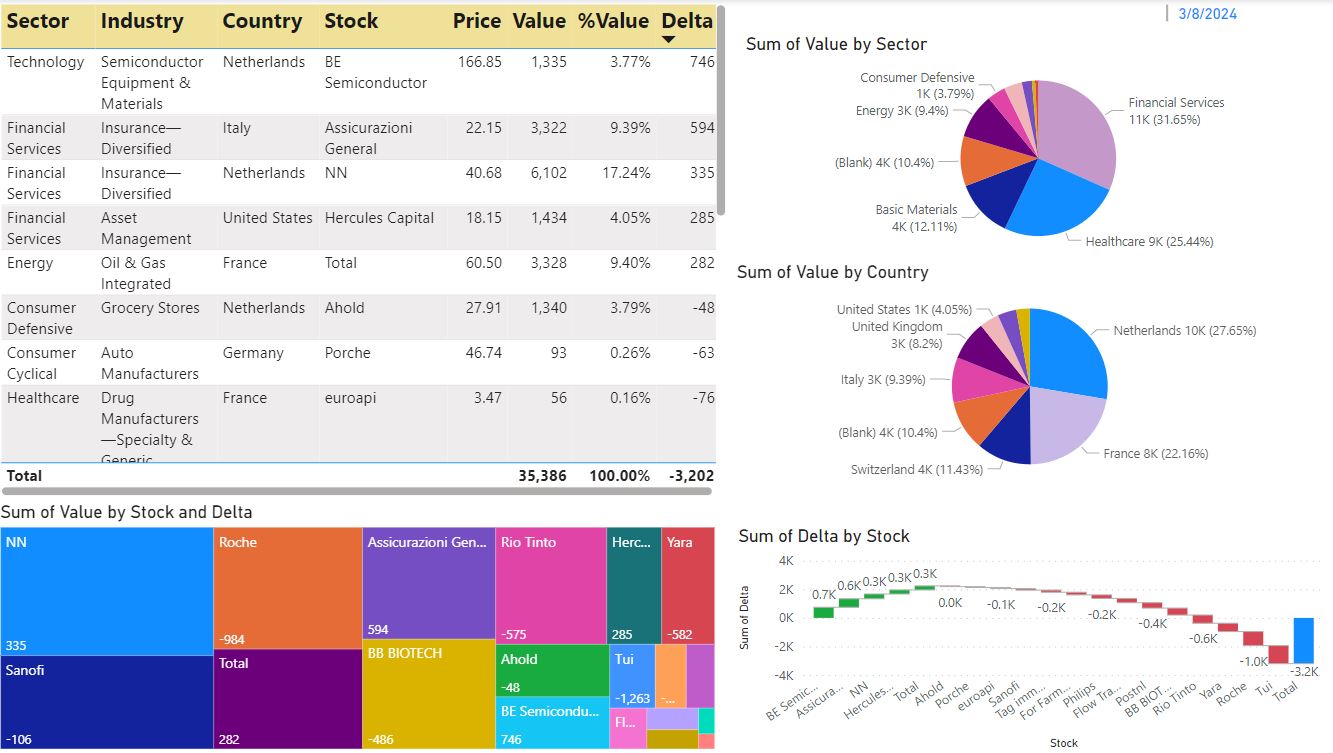 Sector Industry Country Stock Price Value %Value Delta
Technology Semiconductor Netherlands BE 166.85 1,335 3.77% 746
Equipment & Semiconductor
Materials
Financial Insurance— Italy Assicurazioni 22.15 3,322 9.39% 594
Services Diversified General
Financial Insurance— Netherlands NN 40.68 6,102 17.24% 335
Services Diversified
Financial Asset United States Hercules Capital 18.15 1,434 4.05% 285
Services Management
Energy Oil & Gas France Total 60.50 3,328 9.40% 282
Integrated
Consumer Grocery Stores Netherlands Ahold 27.91 1,340 3.79% -48
Defensive
Consumer Auto Germany Porche 46.74 93 0.26% -63
Cyclical Manufacturers
Healthcare Drug France euroapi 3.47 56 0.16% -76
Manufacturers
—Specialty &
Generic
Total 35,386 100.00% -3,202
3/8/2024
Sum of Value by Sector
Consumer Defensive
1K (3.79%)
Energy 3K (9.4%)
(Blank) 4K (10.4%)
Basic Materials
4K (12.11%)
Financial Services
11K (31.65%)
Healthcare 9K (25.44%)
Sum of Value by Country
United States 1K (4.05%)
United Kingdom
3K (8.2%)
Italy 3K (9.39%)
(Blank) 4K (10.4%)
Switzerland 4K (11.43%)
Netherlands 10K (27.65%)
France 8K (22.16%)
Sum of Value by Stock and Delta
NN
335
Sanofi
-106
Roche
-984
Total
282
Assicurazioni Gen...
594
BB BIOTECH
-486
Rio Tinto
-575
Ahold
-48
BE Semicondu...
746
Herc...
285
Yara
-582
Tui
-1,263
-...
Fl...
Sum of Delta by Stock
Sum of Delta
4K
2K
0K
-2K
-4K
0.7K
0.6K
0.3K
0.3K
0.3K
0.0K
-0.1K
-0.2K
-0.2K
-0.4K
-0.6K
-1.0K
-3.2K
BE Semic...
Assicura...
NN
Hercules...
Total
Ahold
Porche
euroapi
Sanofi
Tag imm...
For Farm...
Philips
Flow Tra...
Postnl
BB BIOT...
Rio Tinto
Yara
Roche
Tui
Total
Stock